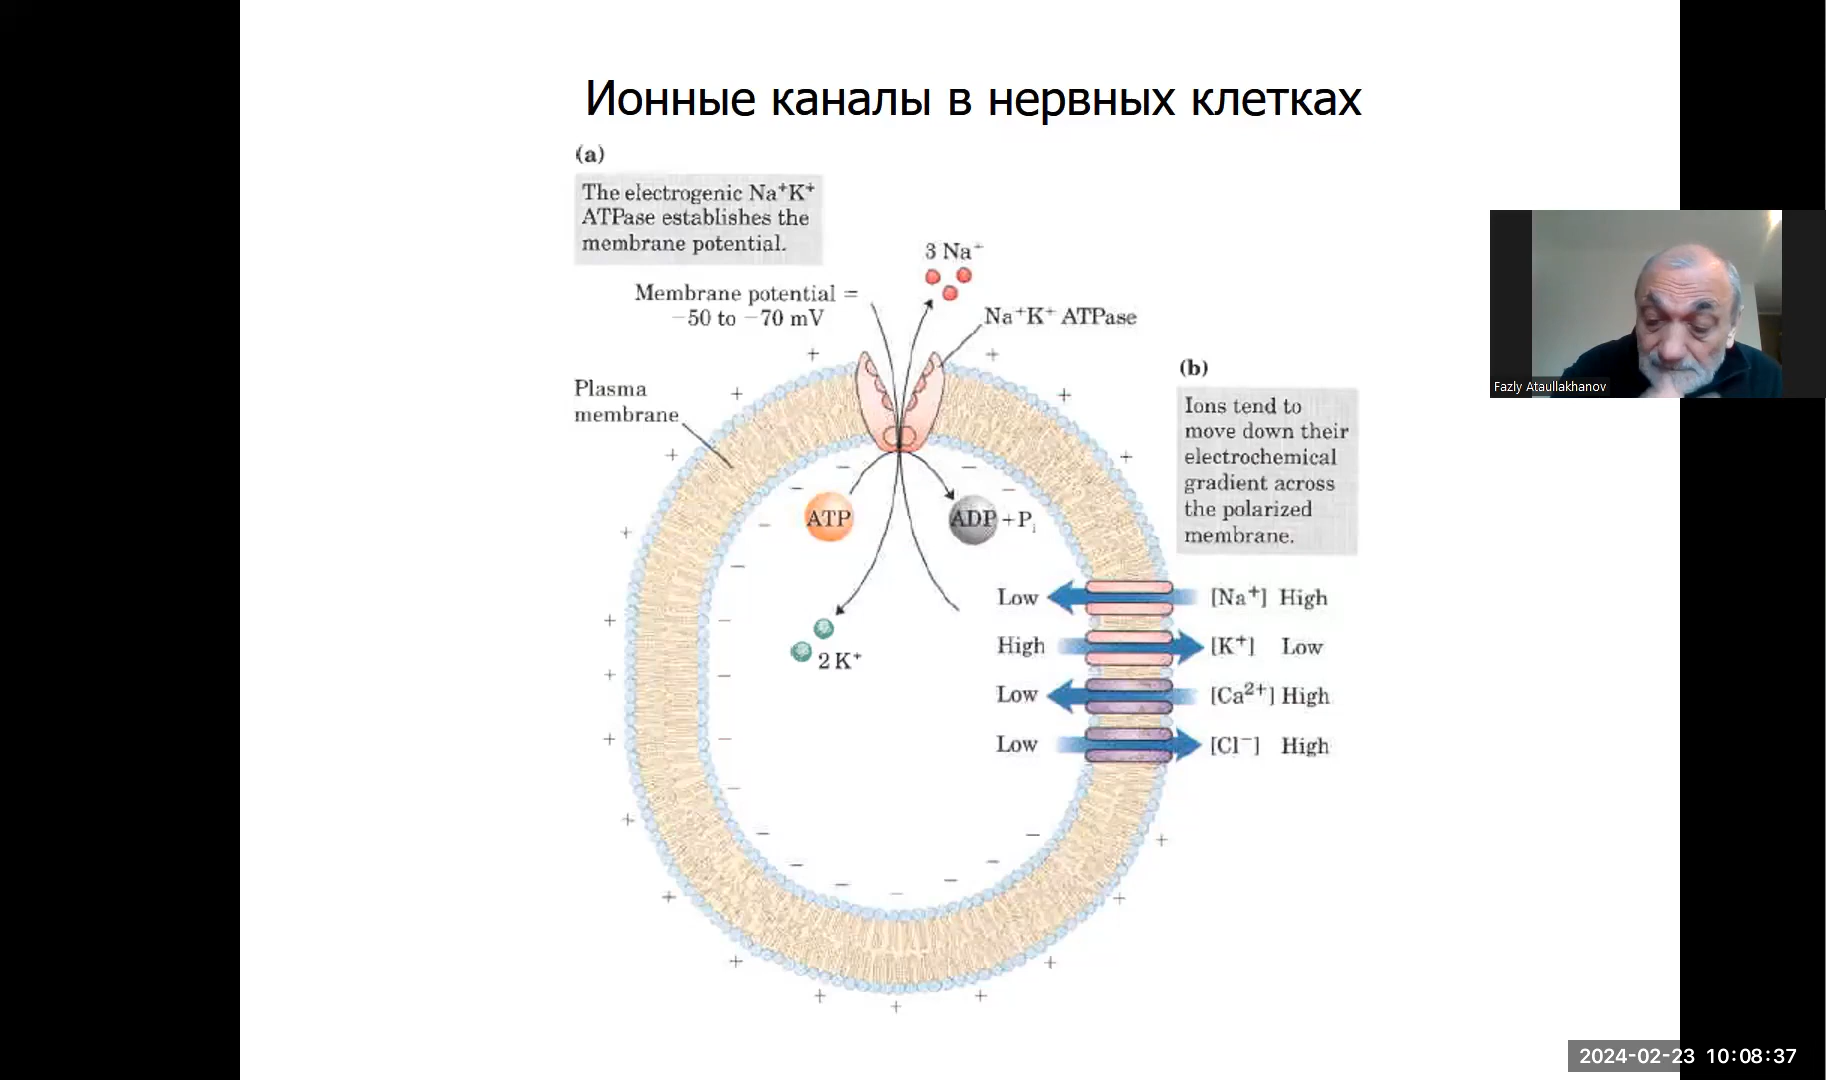 Ионные каналы в нервных клетках
(a)
The electrogenic Na⁺K⁺
ATPase establishes the
membrane potential.
3 Na⁺
Membrane potential =
−50 to −70 mV
Na⁺K⁺ ATPase
Plasma
membrane
(b)
Ions tend to
move down their
electrochemical
gradient across
the polarized
membrane.
ATP
ADP + Pᵢ
Low [Na⁺] High
High [K⁺] Low
Low [Ca²⁺] High
Low [Cl⁻] High
2 K⁺
Fazly Ataullakhanov
2024-02-23 10:08:37